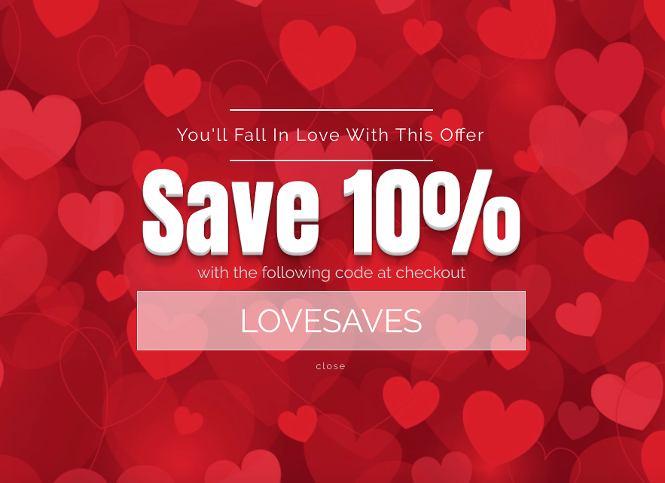 You'll Fall In Love With This Offer
Save 10%
with the following code at checkout
LOVESAVES
close